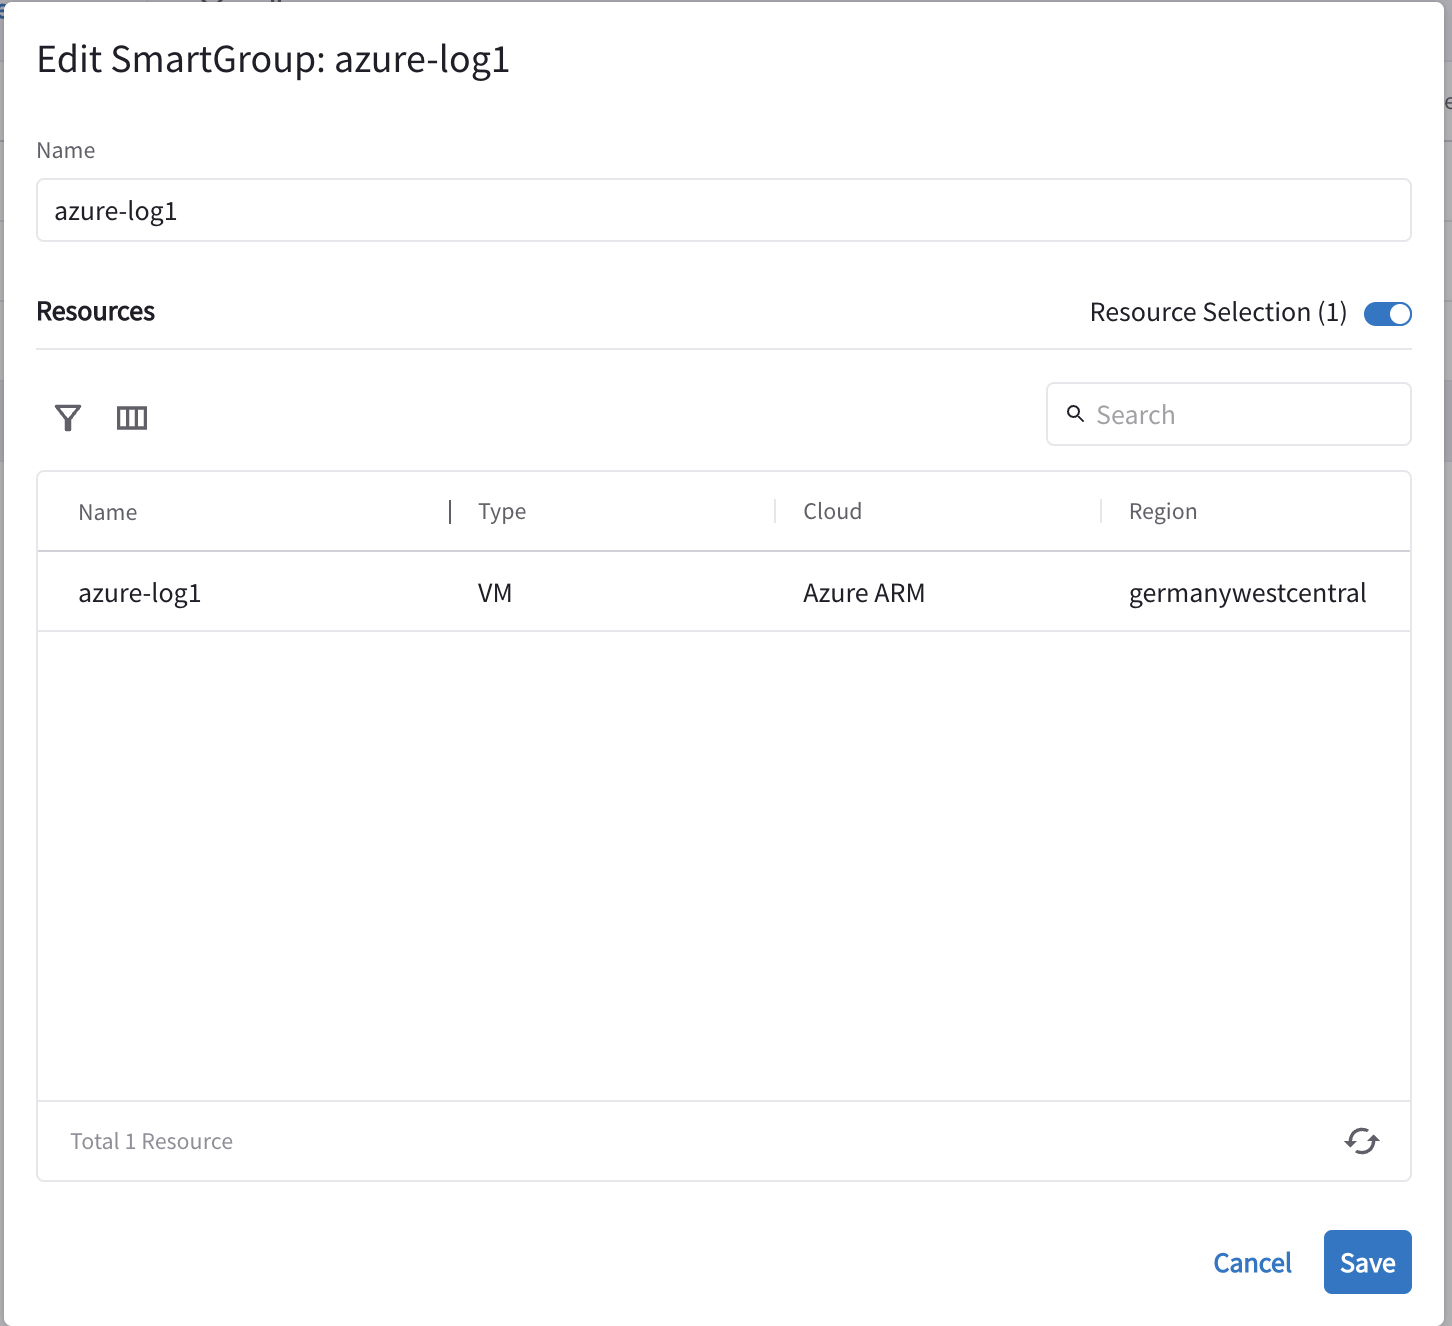 Edit SmartGroup: azure-log1
Name
azure-log1
Resources
Resource Selection (1)
Search
Name Type Cloud Region
azure-log1 VM Azure ARM germanywestcentral
Total 1 Resource
Cancel Save